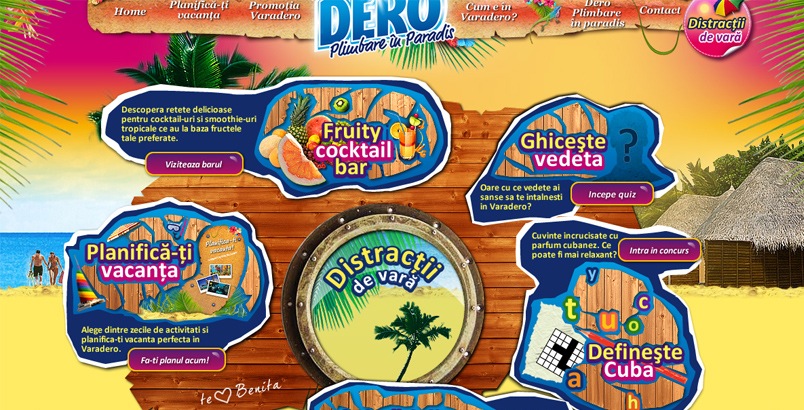 Home
Planifică-ţi
vacanţa
Promoţia
Varadero
DERO
Plimbare în Paradis
Cum e in
Varadero?
Dero
Plimbare
in paradis
Contact
Distracţii
de vară
Descopera retete delicioase
pentru cocktail-uri si smoothie-uri
tropicale ce au la baza fructele
tale preferate.
Viziteaza barul
Fruity
cocktail
bar
Ghiceşte
vedeta
?
Oare cu ce vedete ai
sanse sa te intalnesti
in Varadero?
Incepe quiz
Planifică-ţi
vacanţa
Planifică-ţi
vacanţa!
Alege dintre zecile de activitati si
planifica-ti vacanta perfecta in
Varadero.
Fa-ti planul acum!
Distracţii
de vară
Cuvinte incrucisate cu
parfum cubanez. Ce
poate fi mai relaxant?
Intra in concurs
y
t u o c
a h
Defineşte
Cuba
te Benita